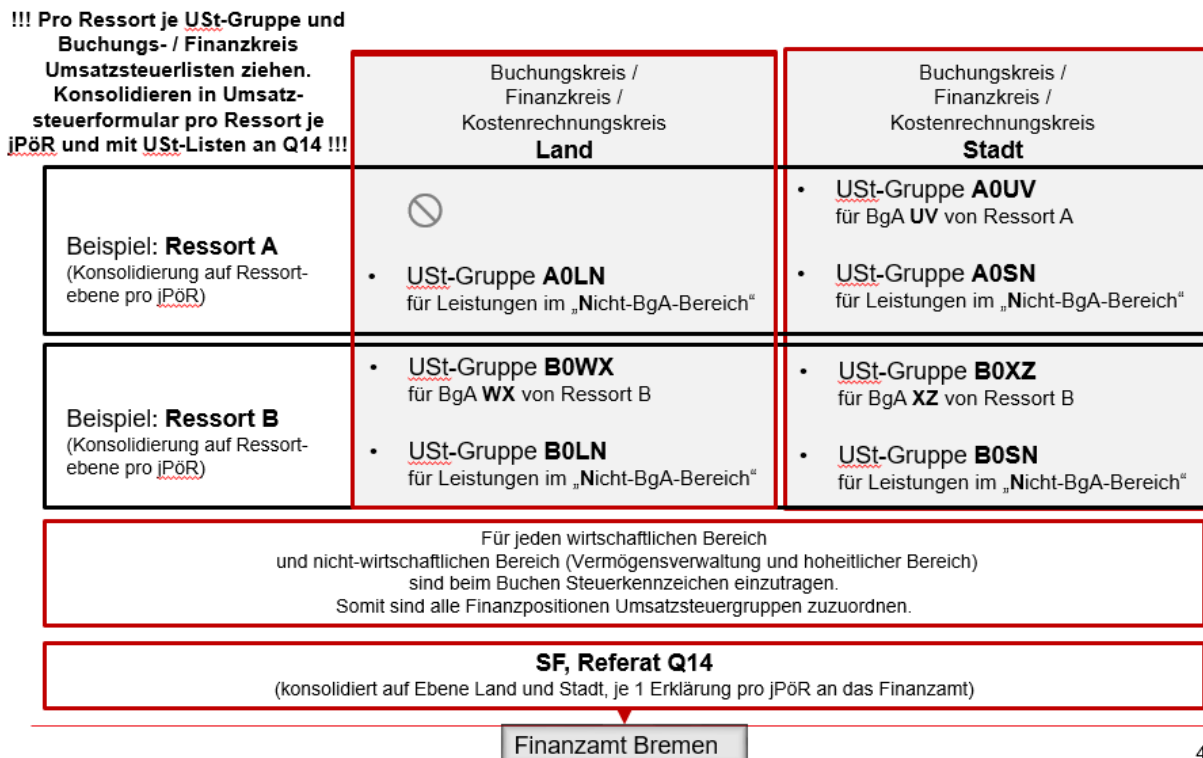 !!! Pro Ressort je USt-Gruppe und
Buchungs- / Finanzkreis
Umsatzsteuerlisten ziehen.
Konsolidieren in Umsatz-
steuerformular pro Ressort je
jPöR und mit USt-Listen an Q14 !!!
Buchungskreis /
Finanzkreis /
Kostenrechnungskreis
Land
Buchungskreis /
Finanzkreis /
Kostenrechnungskreis
Stadt
Beispiel: Ressort A
(Konsolidierung auf Ressort-
ebene pro jPöR)
• USt-Gruppe A0LN
für Leistungen im „Nicht-BgA-Bereich“
• USt-Gruppe A0UV
für BgA UV von Ressort A
• USt-Gruppe A0SN
für Leistungen im „Nicht-BgA-Bereich“
Beispiel: Ressort B
(Konsolidierung auf Ressort-
ebene pro jPöR)
• USt-Gruppe B0WX
für BgA WX von Ressort B
• USt-Gruppe B0LN
für Leistungen im „Nicht-BgA-Bereich“
• USt-Gruppe B0XZ
für BgA XZ von Ressort B
• USt-Gruppe B0SN
für Leistungen im „Nicht-BgA-Bereich“
Für jeden wirtschaftlichen Bereich
und nicht-wirtschaftlichen Bereich (Vermögensverwaltung und hoheitlicher Bereich)
sind beim Buchen Steuerkennzeichen einzutragen.
Somit sind alle Finanzpositionen Umsatzsteuergruppen zuzuordnen.
SF, Referat Q14
(konsolidiert auf Ebene Land und Stadt, je 1 Erklärung pro jPöR an das Finanzamt)
Finanzamt Bremen
4